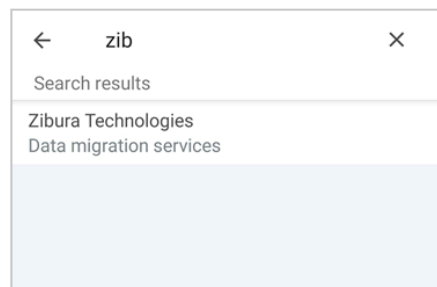 zib
Search results
Zibura Technologies
Data migration services